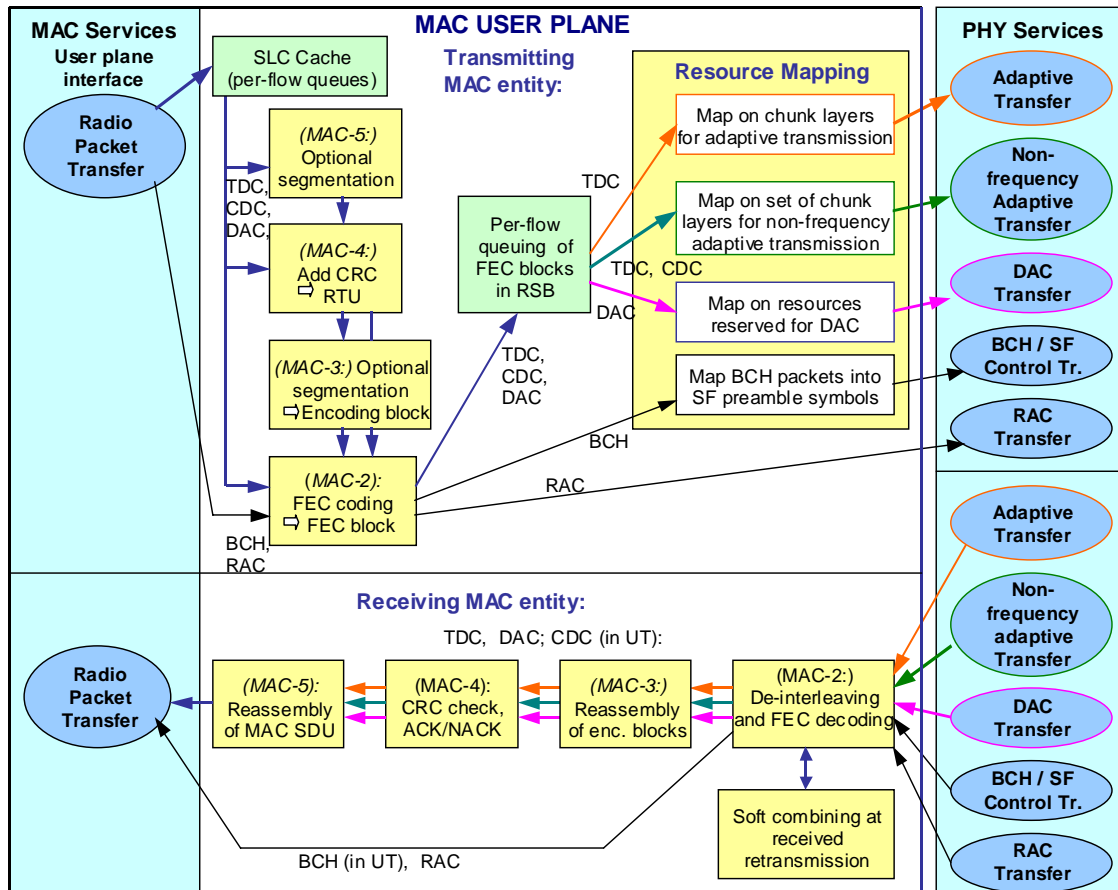 MAC Services
User plane
interface
Radio
Packet
Transfer
MAC USER PLANE
SLC Cache
(per-flow queues)
Transmitting
MAC entity:
(MAC-5:)
Optional
segmentation
TDC,
CDC,
DAC,
(MAC-4:)
Add CRC
⇨ RTU
(MAC-3:) Optional
segmentation
⇨ Encoding block
(MAC-2):
FEC coding
⇨ FEC block
BCH,
RAC
Per-flow
queuing of
FEC blocks
in RSB
TDC,
CDC,
DAC
TDC
TDC, CDC
DAC
BCH
RAC
Resource Mapping
Map on chunk layers
for adaptive transmission
Map on set of chunk
layers for non-frequency
adaptive transmission
Map on resources
reserved for DAC
Map BCH packets into
SF preamble symbols
PHY Services
Adaptive
Transfer
Non-
frequency
Adaptive
Transfer
DAC
Transfer
BCH / SF
Control Tr.
RAC
Transfer
Receiving MAC entity:
TDC, DAC; CDC (in UT):
Radio
Packet
Transfer
(MAC-5):
Reassembly
of MAC SDU
(MAC-4):
CRC check,
ACK/NACK
(MAC-3:)
Reassembly
of enc. blocks
(MAC-2:)
De-interleaving
and FEC decoding
Soft combining at
received
retransmission
BCH (in UT), RAC
Adaptive
Transfer
Non-
frequency
adaptive
Transfer
DAC
Transfer
BCH / SF
Control Tr.
RAC
Transfer